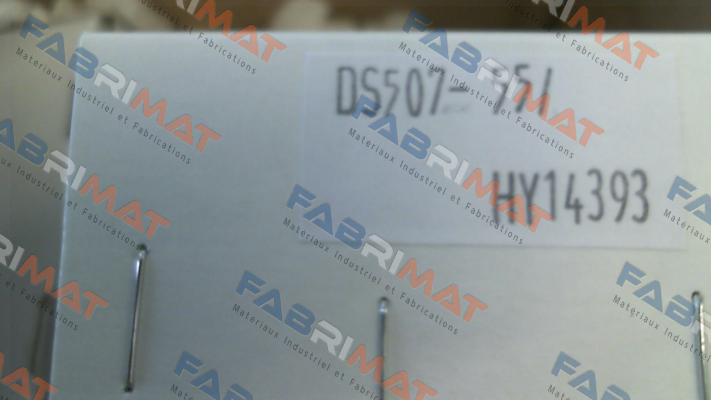 DS507-
HY14393
FABRIMAT
Materiaux Industriel et Fabrications